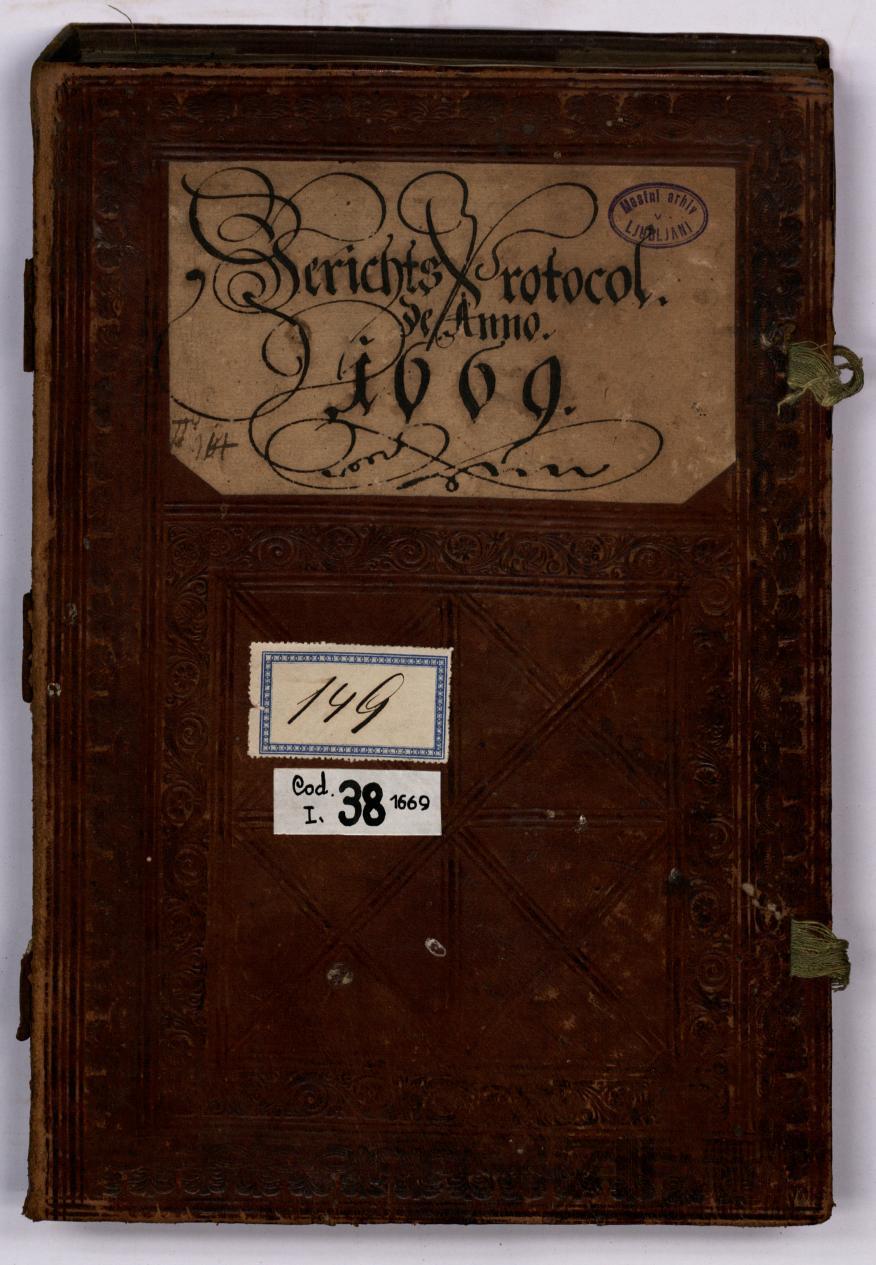 Gerichts Protocol.
de Anno.
1669.
Mestni arhiv
v
LJUBLJANI
149
Cod.
I. 38 1669